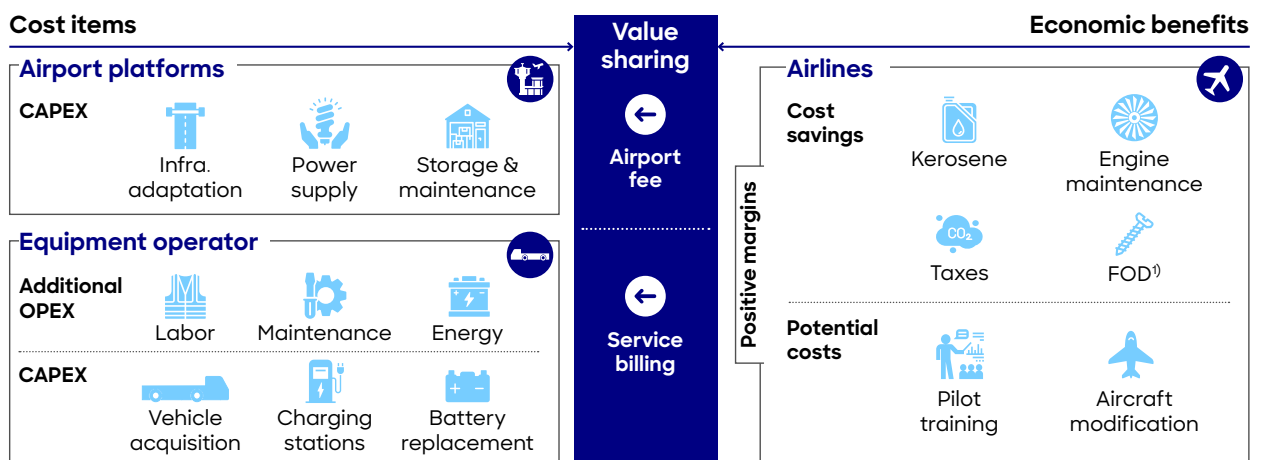 Cost items
Value
sharing
Economic benefits
Airport platforms
CAPEX
Infra.
adaptation
Power
supply
Storage &
maintenance
Equipment operator
Additional
OPEX
Labor
Maintenance
Energy
CAPEX
Vehicle
acquisition
Charging
stations
Battery
replacement
Airport
fee
Service
billing
Positive margins
Airlines
Cost
savings
Kerosene
Engine
maintenance
CO₂
Taxes
FOD¹⁾
Potential
costs
Pilot
training
Aircraft
modification